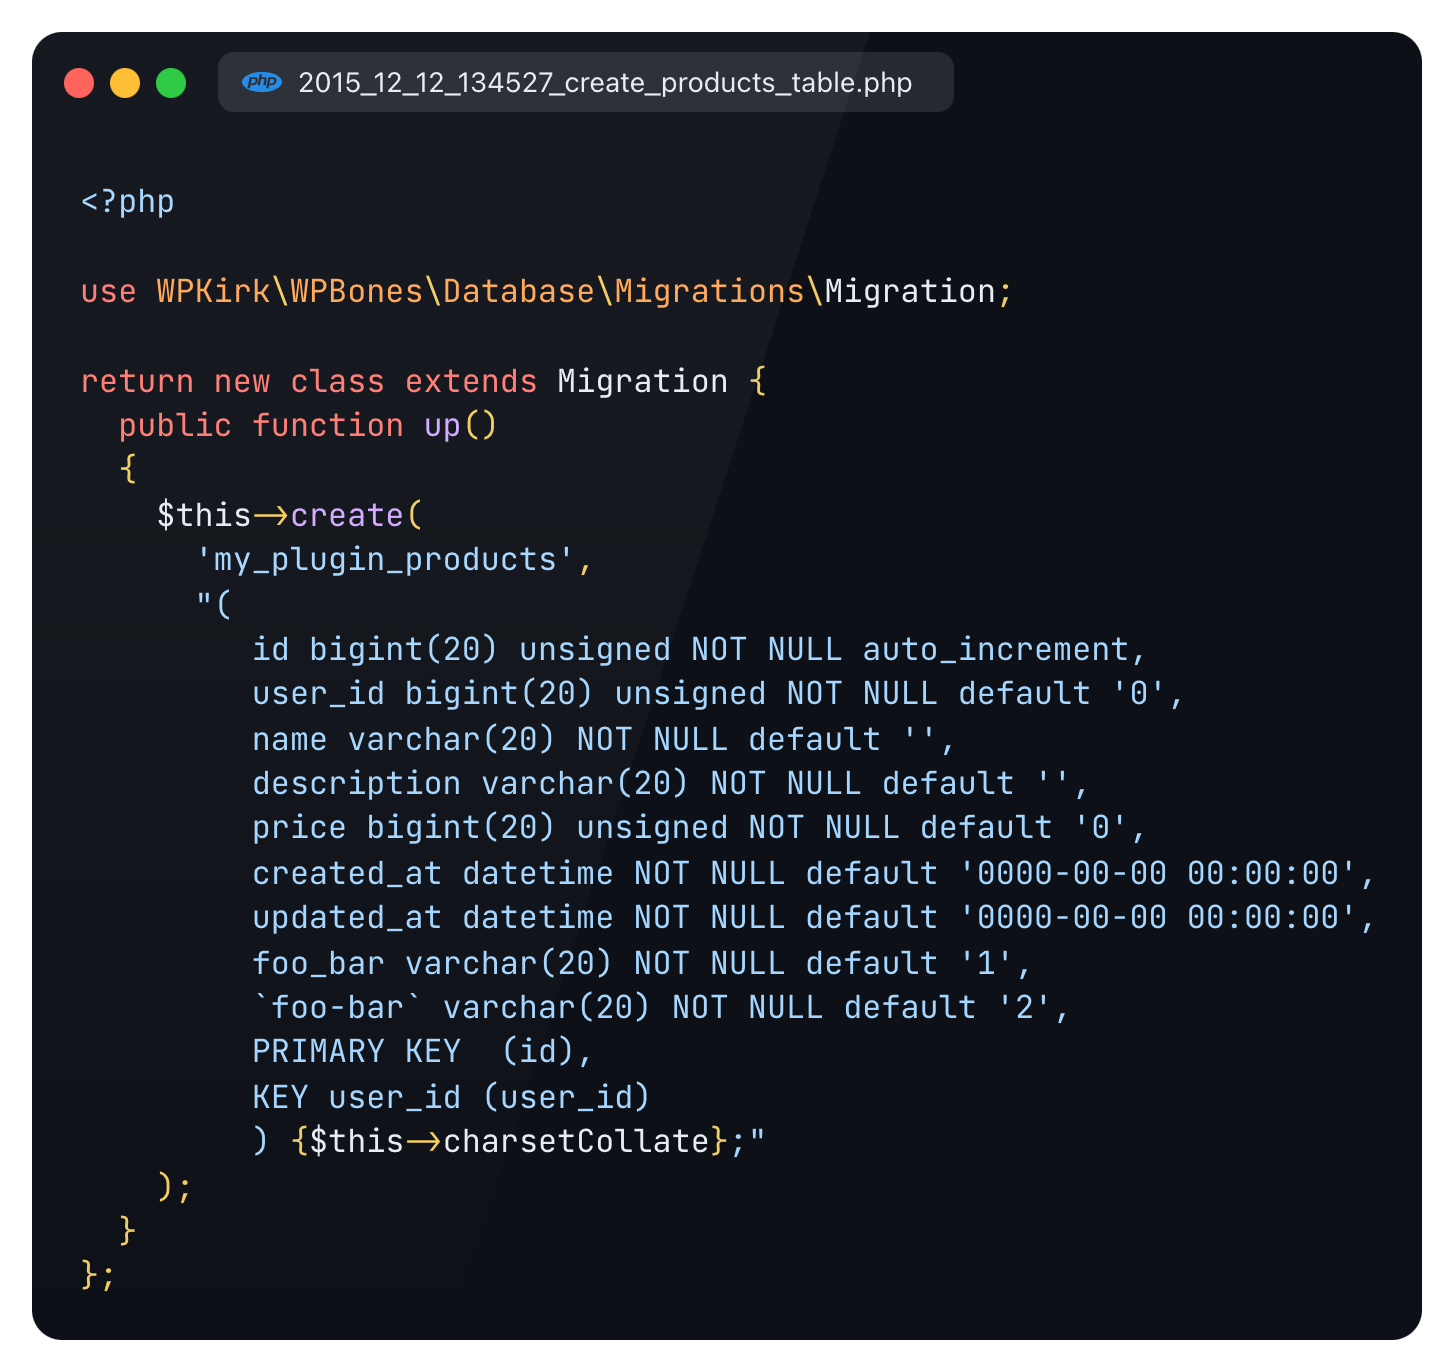 php 2015_12_12_134527_create_products_table.php
<?php
use WPKirk\WPBones\Database\Migrations\Migration;
return new class extends Migration {
  public function up()
  {
    $this->create(
      'my_plugin_products',
      "(
         id bigint(20) unsigned NOT NULL auto_increment,
         user_id bigint(20) unsigned NOT NULL default '0',
         name varchar(20) NOT NULL default '',
         description varchar(20) NOT NULL default '',
         price bigint(20) unsigned NOT NULL default '0',
         created_at datetime NOT NULL default '0000-00-00 00:00:00',
         updated_at datetime NOT NULL default '0000-00-00 00:00:00',
         foo_bar varchar(20) NOT NULL default '1',
         `foo-bar` varchar(20) NOT NULL default '2',
         PRIMARY KEY  (id),
         KEY user_id (user_id)
         ) {$this->charsetCollate};"
    );
  }
};